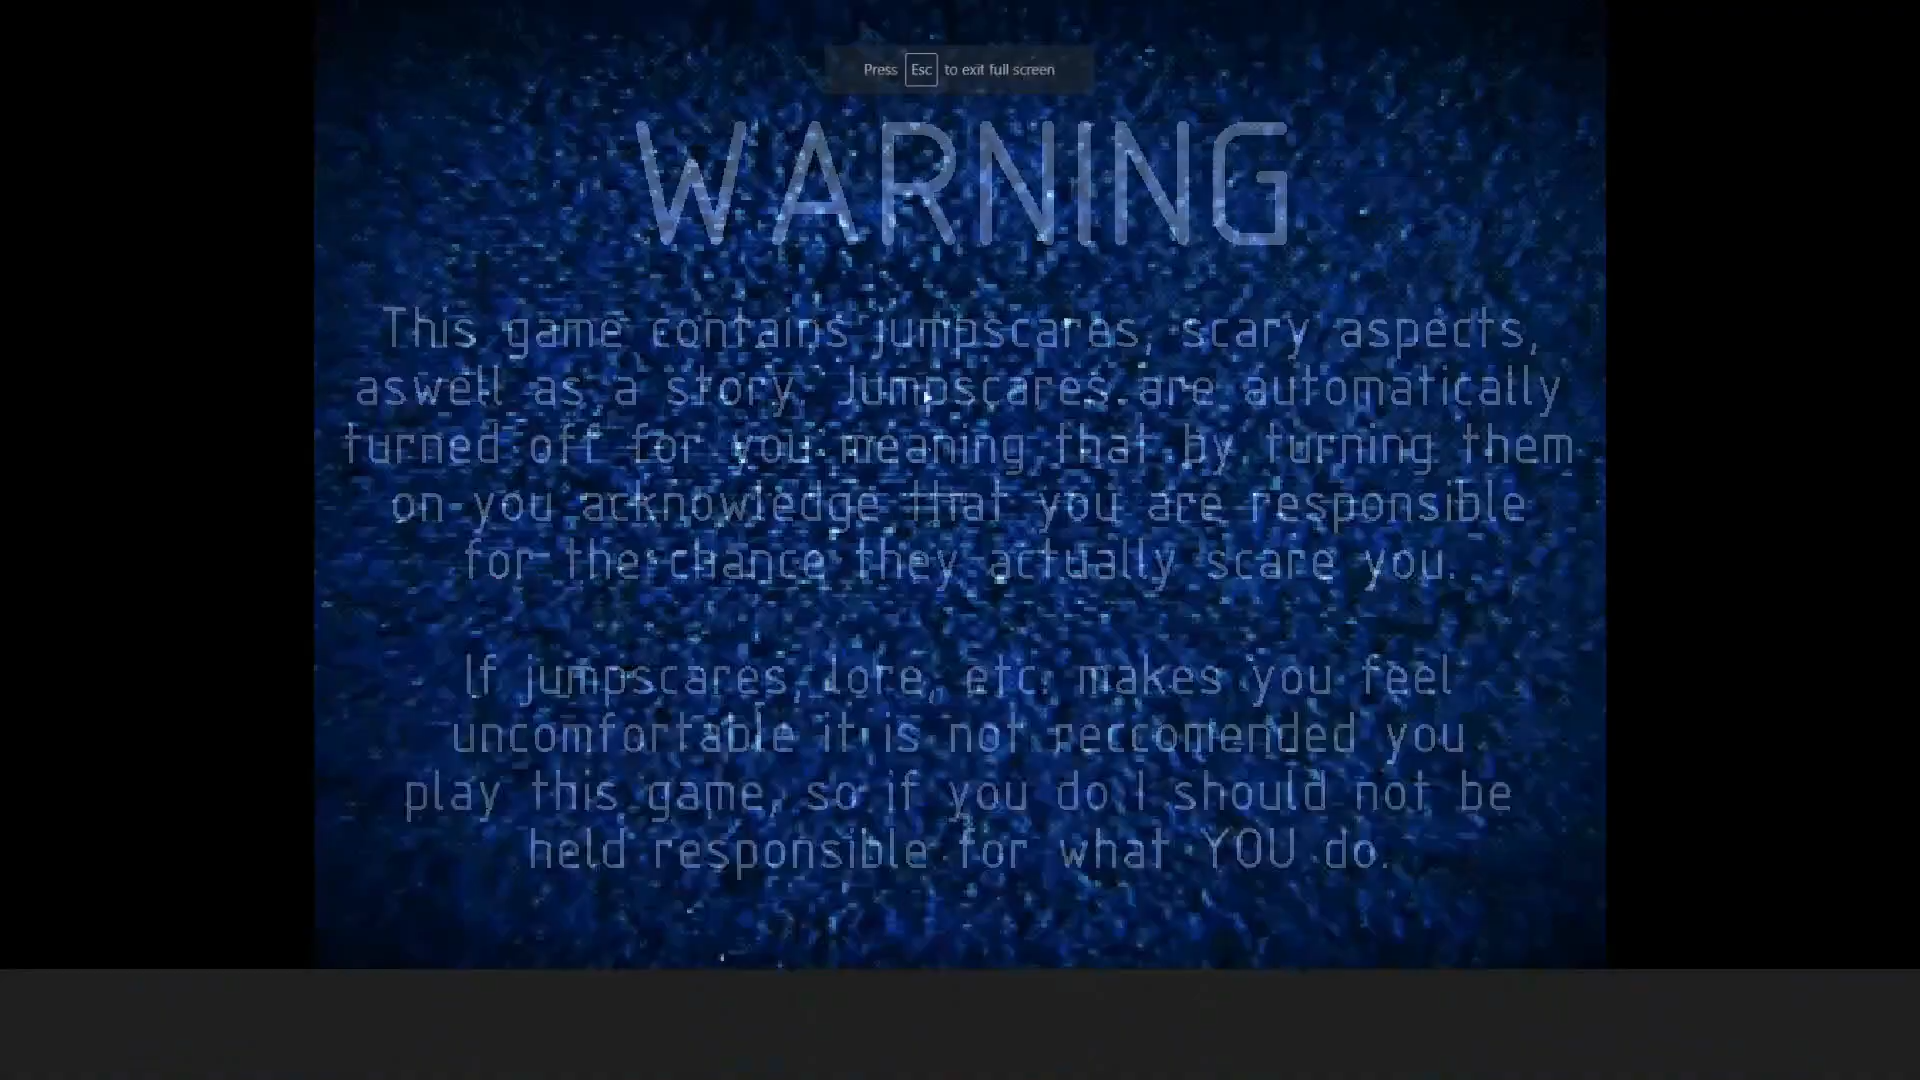 Press Esc to exit full screen
WARNING
This game contains jumpscares, scary aspects,
aswell as a story. Jumpscares are automatically
turned off for you meaning that by turning them
on you acknowledge that you are responsible
for the chance they actually scare you.
If jumpscares, lore, etc. makes you feel
uncomfortable it is not reccomended you
play this game, so if you do I should not be
held responsible for what YOU do.